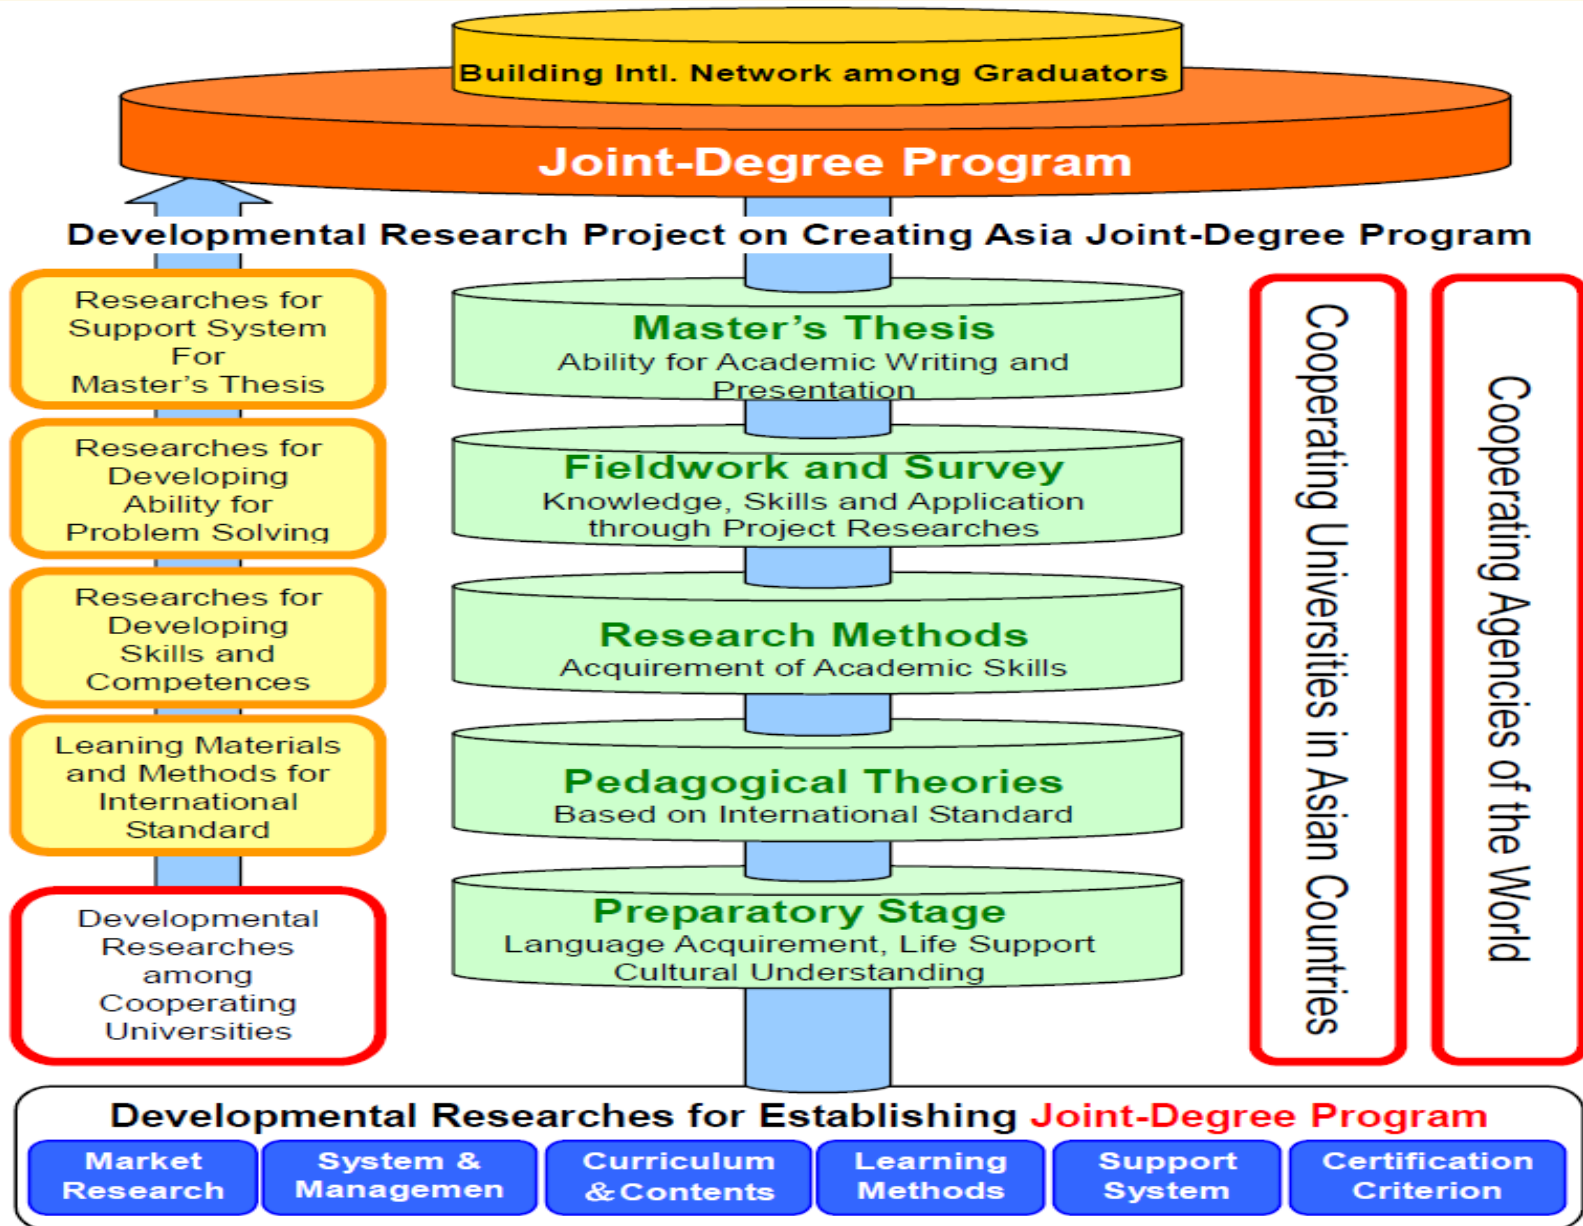 Building Intl. Network among Graduators
Joint-Degree Program
Developmental Research Project on Creating Asia Joint-Degree Program
Researches for
Support System
For
Master's Thesis
Researches for
Developing
Ability for
Problem Solving
Researches for
Developing
Skills and
Competences
Leaning Materials
and Methods for
International
Standard
Developmental
Researches
among
Cooperating
Universities
Master's Thesis
Ability for Academic Writing and
Presentation
Fieldwork and Survey
Knowledge, Skills and Application
through Project Researches
Research Methods
Acquirement of Academic Skills
Pedagogical Theories
Based on International Standard
Preparatory Stage
Language Acquirement, Life Support
Cultural Understanding
Cooperating Universities in Asian Countries
Cooperating Agencies of the World
Developmental Researches for Establishing Joint-Degree Program
Market
Research
System &
Managemen
Curriculum
&Contents
Learning
Methods
Support
System
Certification
Criterion